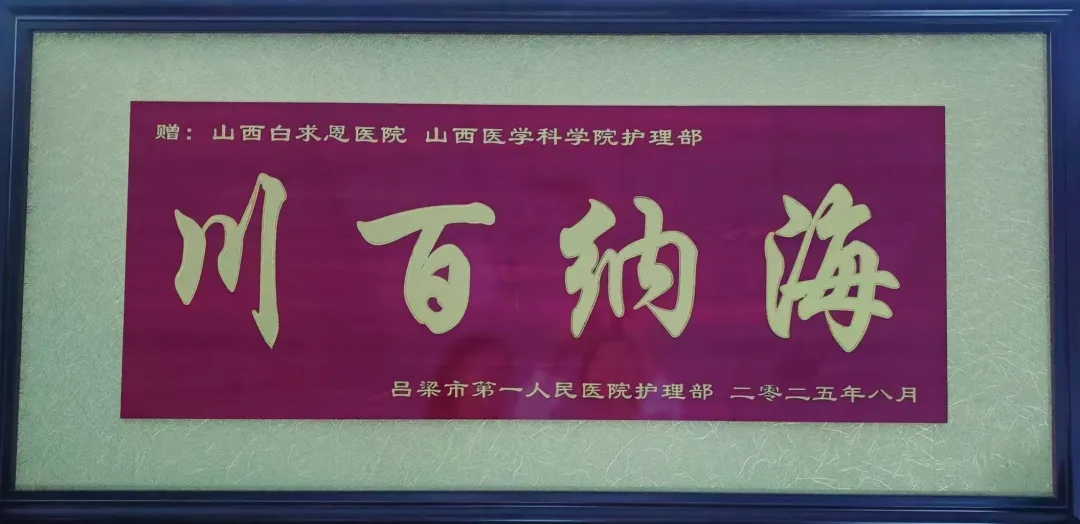 赠：山西白求恩医院 山西医学科学院护理部
海纳百川
吕梁市第一人民医院护理部 二零二五年八月